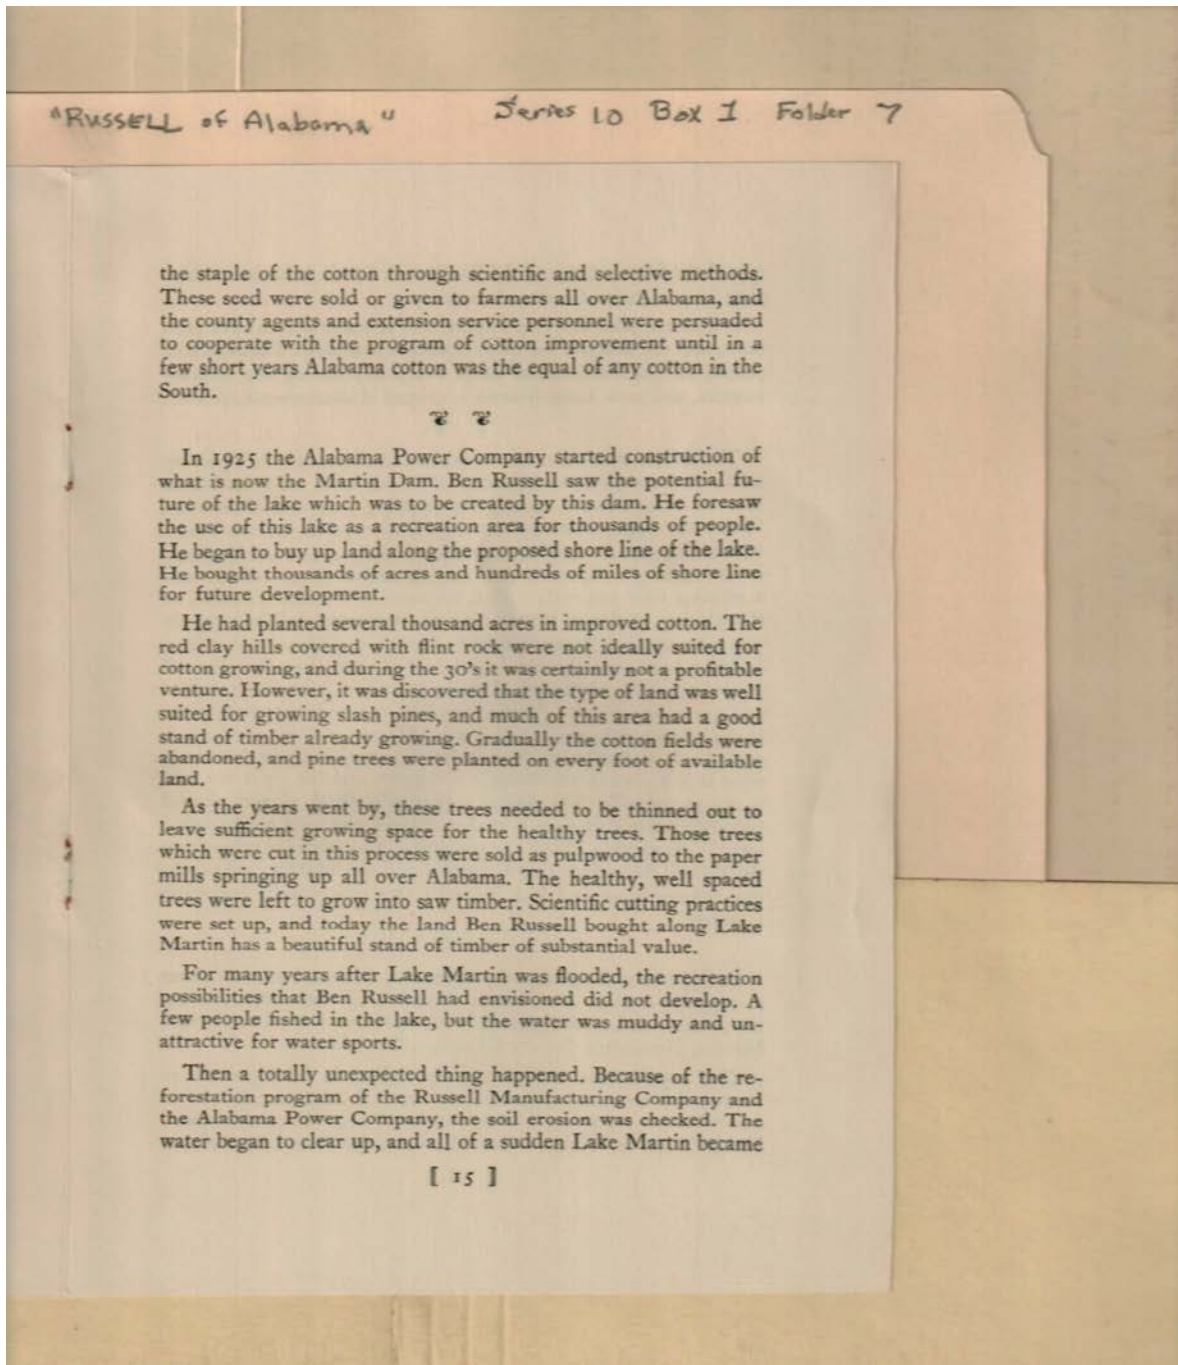 "RUSSELL of Alabama" Series 10 Box 1 Folder 7
the staple of the cotton through scientific and selective methods.
These seed were sold or given to farmers all over Alabama, and
the county agents and extension service personnel were persuaded
to cooperate with the program of cotton improvement until in a
few short years Alabama cotton was the equal of any cotton in the
South.
In 1925 the Alabama Power Company started construction of
what is now the Martin Dam. Ben Russell saw the potential fu-
ture of the lake which was to be created by this dam. He foresaw
the use of this lake as a recreation area for thousands of people.
He began to buy up land along the proposed shore line of the lake.
He bought thousands of acres and hundreds of miles of shore line
for future development.
He had planted several thousand acres in improved cotton. The
red clay hills covered with flint rock were not ideally suited for
cotton growing, and during the 30's it was certainly not a profitable
venture. However, it was discovered that the type of land was well
suited for growing slash pines, and much of this area had a good
stand of timber already growing. Gradually the cotton fields were
abandoned, and pine trees were planted on every foot of available
land.
As the years went by, these trees needed to be thinned out to
leave sufficient growing space for the healthy trees. Those trees
which were cut in this process were sold as pulpwood to the paper
mills springing up all over Alabama. The healthy, well spaced
trees were left to grow into saw timber. Scientific cutting practices
were set up, and today the land Ben Russell bought along Lake
Martin has a beautiful stand of timber of substantial value.
For many years after Lake Martin was flooded, the recreation
possibilities that Ben Russell had envisioned did not develop. A
few people fished in the lake, but the water was muddy and un-
attractive for water sports.
Then a totally unexpected thing happened. Because of the re-
forestation program of the Russell Manufacturing Company and
the Alabama Power Company, the soil erosion was checked. The
water began to clear up, and all of a sudden Lake Martin became
[ 15 ]